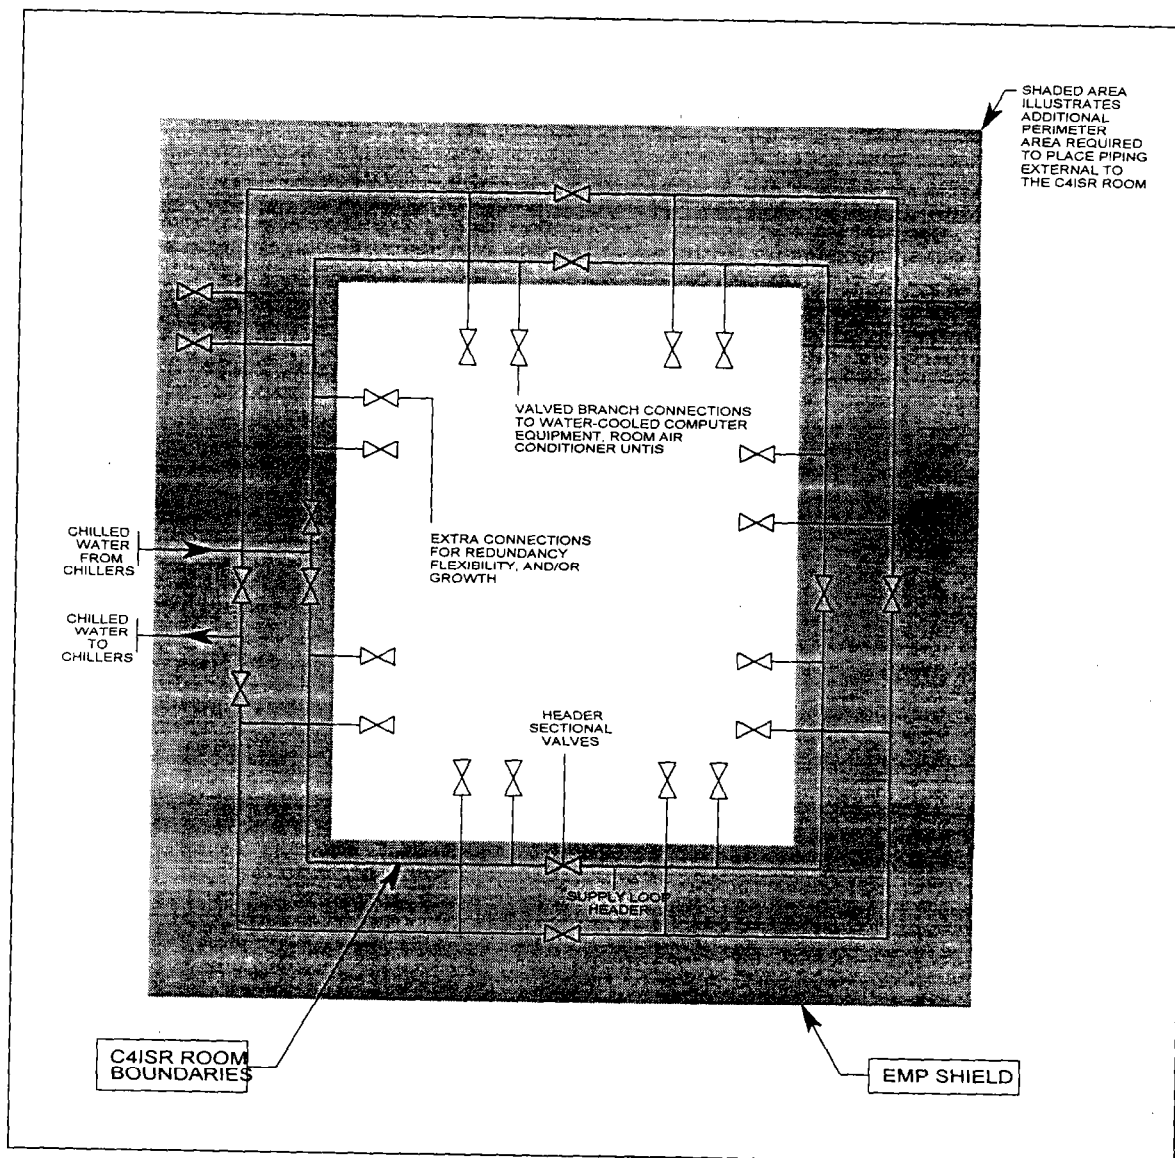 SHADED AREA
ILLUSTRATES
ADDITIONAL
PERIMETER
AREA REQUIRED
TO PLACE PIPING
EXTERNAL TO
THE C4ISR ROOM
VALVED BRANCH CONNECTIONS
TO WATER-COOLED COMPUTER
EQUIPMENT, ROOM AIR
CONDITIONER UNTIS
CHILLED
WATER
FROM
CHILLERS
EXTRA CONNECTIONS
FOR REDUNDANCY
FLEXIBILITY, AND/OR
GROWTH
CHILLED
WATER
TO
CHILLERS
HEADER
SECTIONAL
VALVES
SUPPLY LOOP
HEADER
C4ISR ROOM
BOUNDARIES
EMP SHIELD